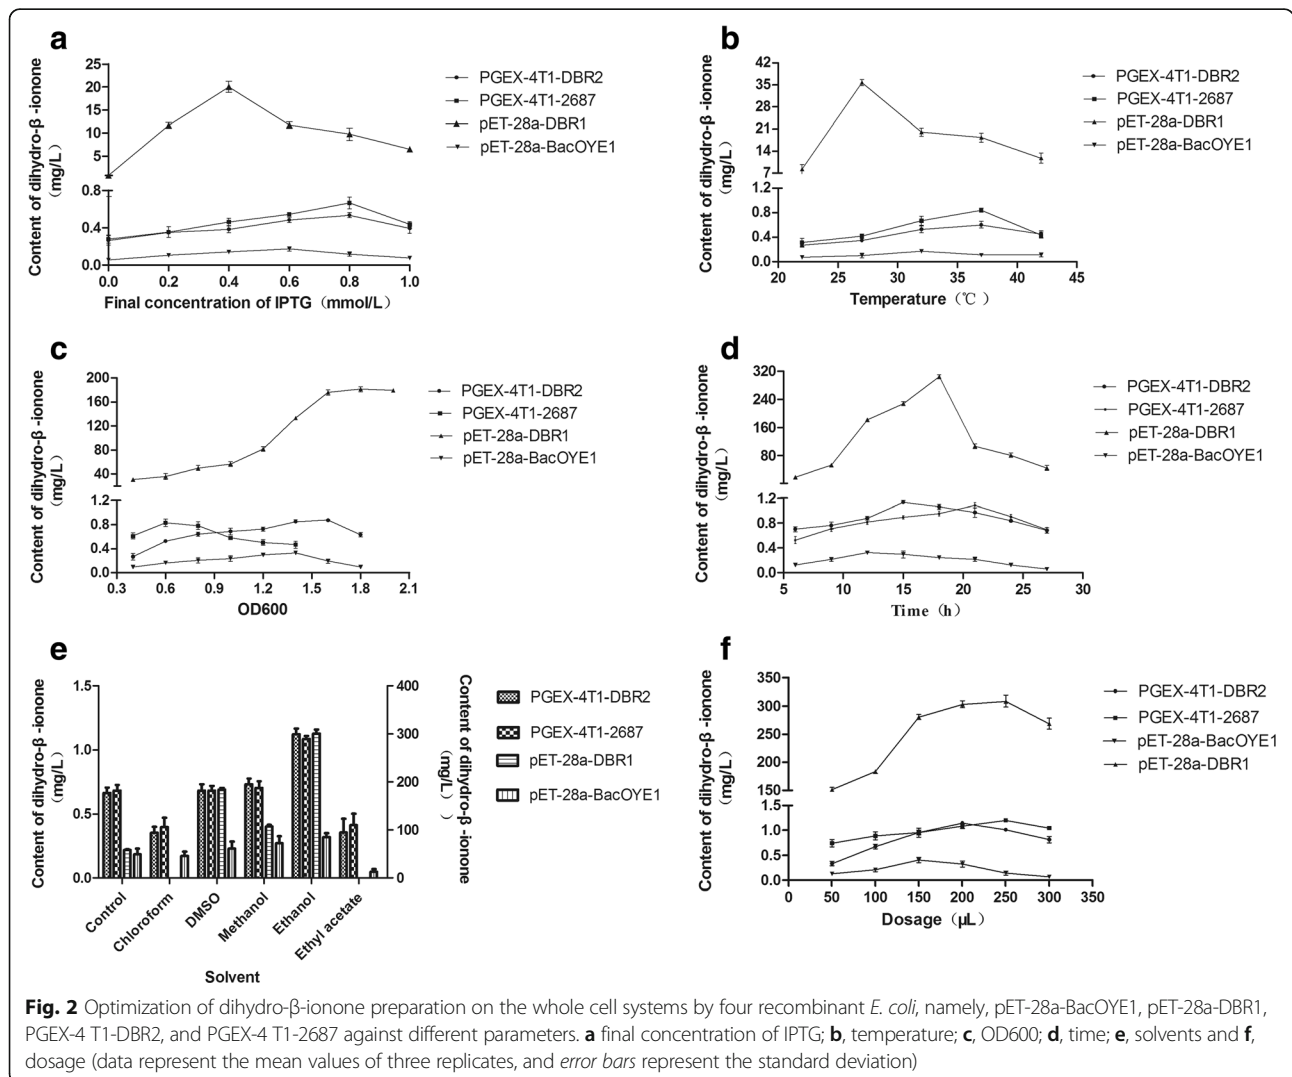 a
Content of dihydro-β -ionone
（mg/L）
25
20
15
10
5
0.8
0.4
0.0
0.0 0.2 0.4 0.6 0.8 1.0
Final concentration of IPTG（mmol/L）
PGEX-4T1-DBR2
PGEX-4T1-2687
pET-28a-DBR1
pET-28a-BacOYE1
b
Content of dihydro-β -ionone
（mg/L）
42
35
28
21
14
7
1.2
0.8
0.4
0.0
20 25 30 35 40 45
Temperature（℃）
PGEX-4T1-DBR2
PGEX-4T1-2687
pET-28a-DBR1
pET-28a-BacOYE1
c
Content of dihydro-β -ionone
（mg/L）
200
160
120
80
40
1.2
0.8
0.4
0.0
0.3 0.6 0.9 1.2 1.5 1.8 2.1
OD600
PGEX-4T1-DBR2
PGEX-4T1-2687
pET-28a-DBR1
pET-28a-BacOYE1
d
Content of dihydro-β -ionone
（mg/L）
320
240
160
80
1.2
0.8
0.4
0.0
5 10 15 20 25 30
Time（h）
PGEX-4T1-DBR2
PGEX-4T1-2687
pET-28a-DBR1
pET-28a-BacOYE1
e
Content of dihydro-β -ionone
（mg/L）
1.5
1.0
0.5
0.0
400
300
200
100
0
Content of dihydro-β -ionone
（mg/L））
Control
Chloroform
DMSO
Methanol
Ethanol
Ethyl acetate
Solvent
PGEX-4T1-DBR2
PGEX-4T1-2687
pET-28a-DBR1
pET-28a-BacOYE1
f
Content of dihydro-β -ionone
（mg/L）
350
300
250
200
150
1.5
1.0
0.5
0.0
0 50 100 150 200 250 300 350
Dosage（μL）
PGEX-4T1-DBR2
PGEX-4T1-2687
pET-28a-BacOYE1
pET-28a-DBR1
Fig. 2 Optimization of dihydro-β-ionone preparation on the whole cell systems by four recombinant E. coli, namely, pET-28a-BacOYE1, pET-28a-DBR1,
PGEX-4 T1-DBR2, and PGEX-4 T1-2687 against different parameters. a final concentration of IPTG; b, temperature; c, OD600; d, time; e, solvents and f,
dosage (data represent the mean values of three replicates, and error bars represent the standard deviation)